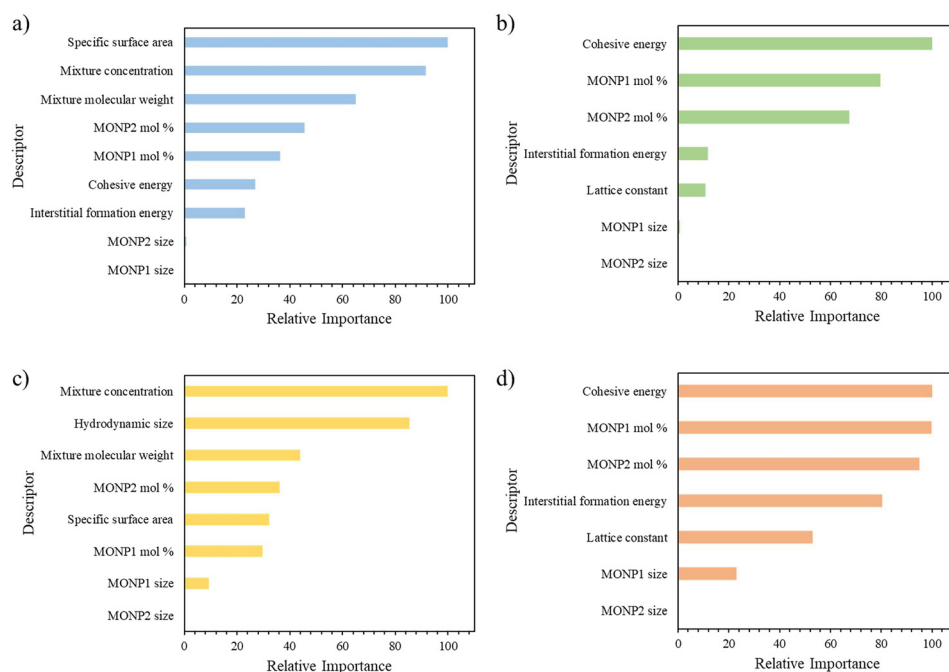 a)
Descriptor
Specific surface area
Mixture concentration
Mixture molecular weight
MONP2 mol %
MONP1 mol %
Cohesive energy
Interstitial formation energy
MONP2 size
MONP1 size
0 20 40 60 80 100
Relative Importance
b)
Descriptor
Cohesive energy
MONP1 mol %
MONP2 mol %
Interstitial formation energy
Lattice constant
MONP1 size
MONP2 size
0 20 40 60 80 100
Relative Importance
c)
Descriptor
Mixture concentration
Hydrodynamic size
Mixture molecular weight
MONP2 mol %
Specific surface area
MONP1 mol %
MONP1 size
MONP2 size
0 20 40 60 80 100
Relative Importance
d)
Descriptor
Cohesive energy
MONP1 mol %
MONP2 mol %
Interstitial formation energy
Lattice constant
MONP1 size
MONP2 size
0 20 40 60 80 100
Relative Importance